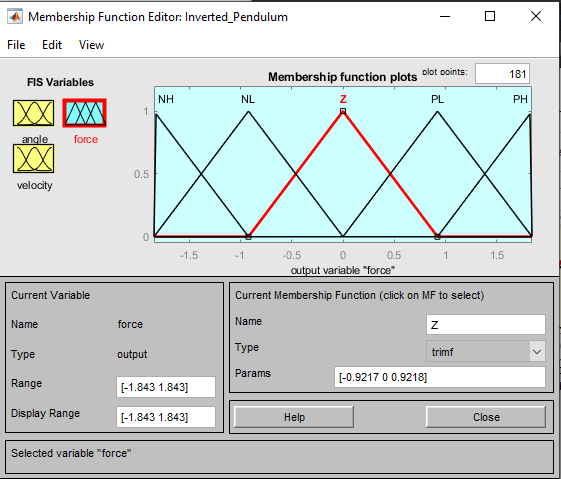 Membership Function Editor: Inverted_Pendulum
File Edit View
FIS Variables
Membership function plots
plot points:
181
NH NL Z PL PH
angle
force
velocity
1
0.5
0
-1.5 -1 -0.5 0 0.5 1 1.5
output variable "force"
Current Variable
Name force
Type output
Range [-1.843 1.843]
Display Range [-1.843 1.843]
Current Membership Function (click on MF to select)
Name Z
Type trimf
Params [-0.9217 0 0.9218]
Help Close
Selected variable "force"